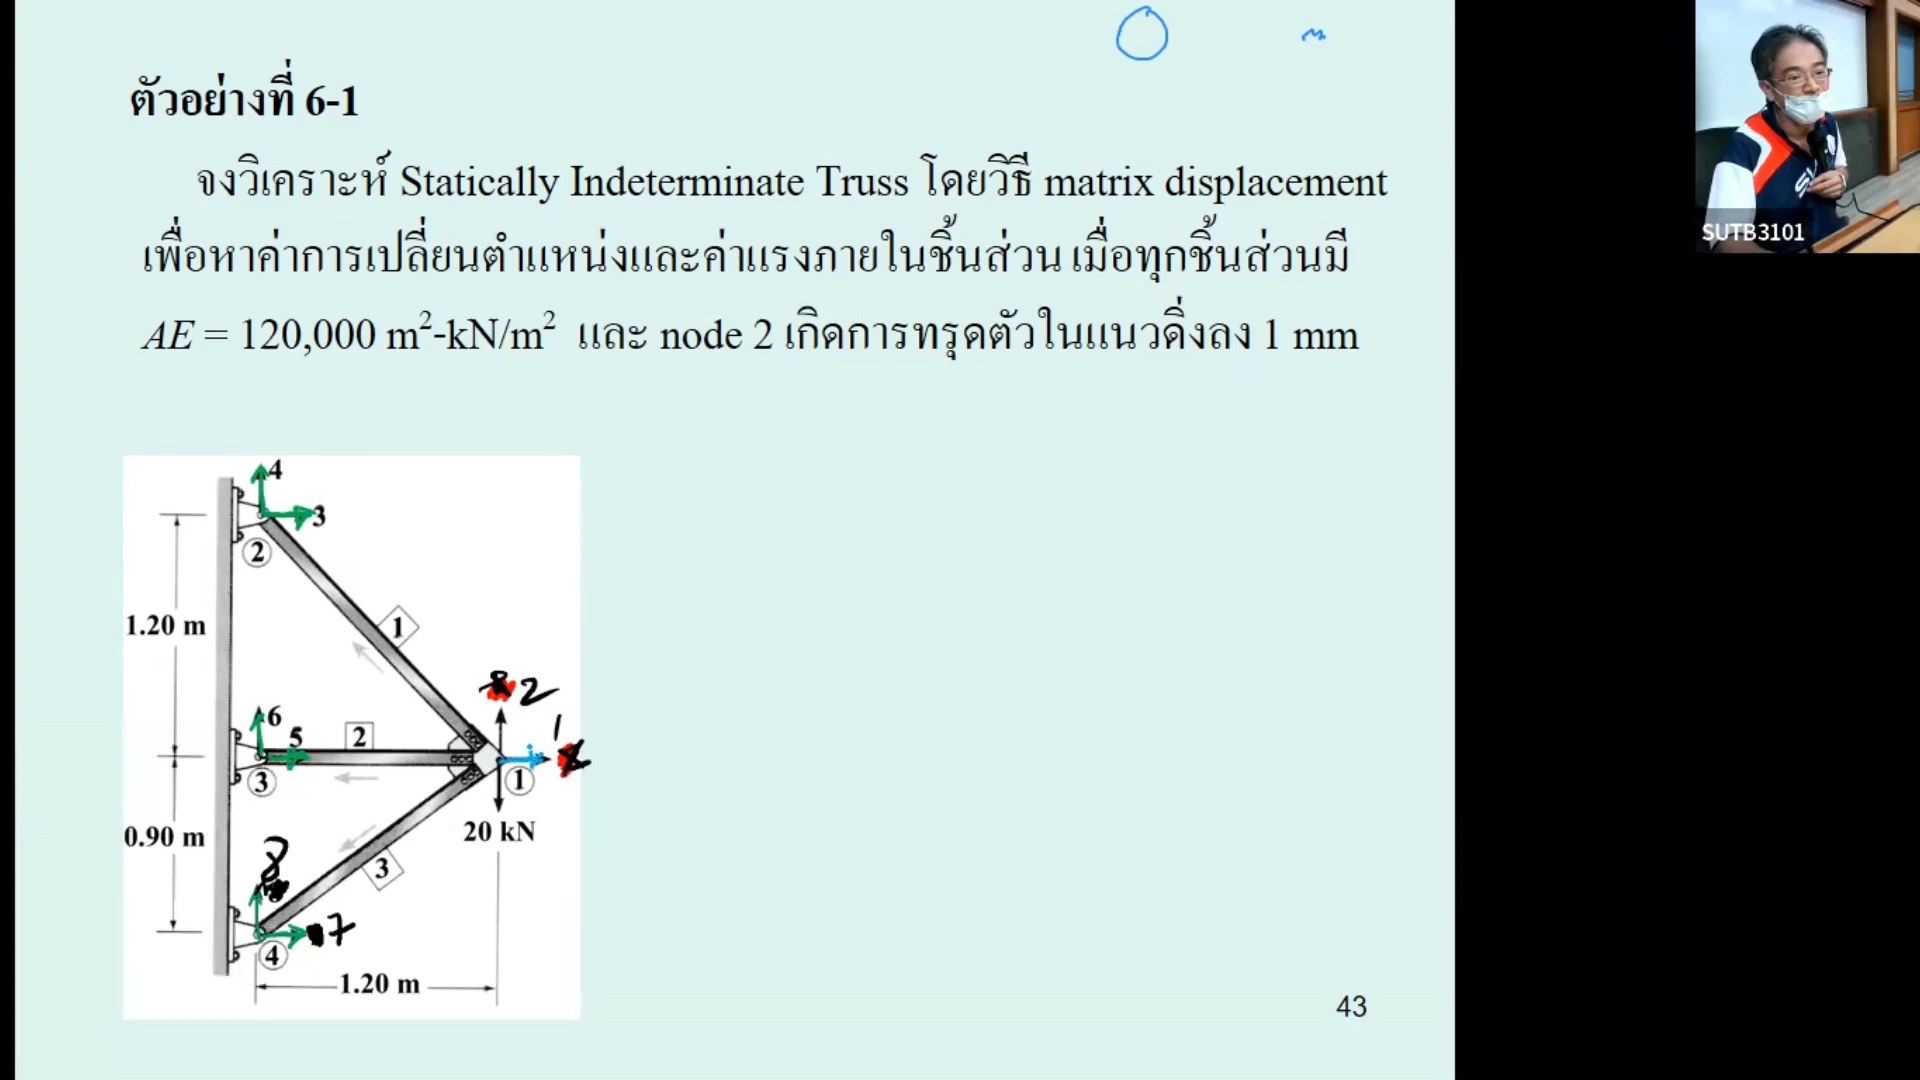 ตัวอย่างที่ 6-1
จงวิเคราะห์ Statically Indeterminate Truss โดยวิธี matrix displacement
เพื่อหาค่าการเปลี่ยนตำแหน่งและค่าแรงภายในชิ้นส่วน เมื่อทุกชิ้นส่วนมี
AE = 120,000 m²-kN/m² และ node 2 เกิดการทรุดตัวในแนวดิ่งลง 1 mm
SUTB3101
4
3
2
1.20 m
1
2
1
6
5
2
3
1
0.90 m
20 kN
8
3
7
4
1.20 m
43